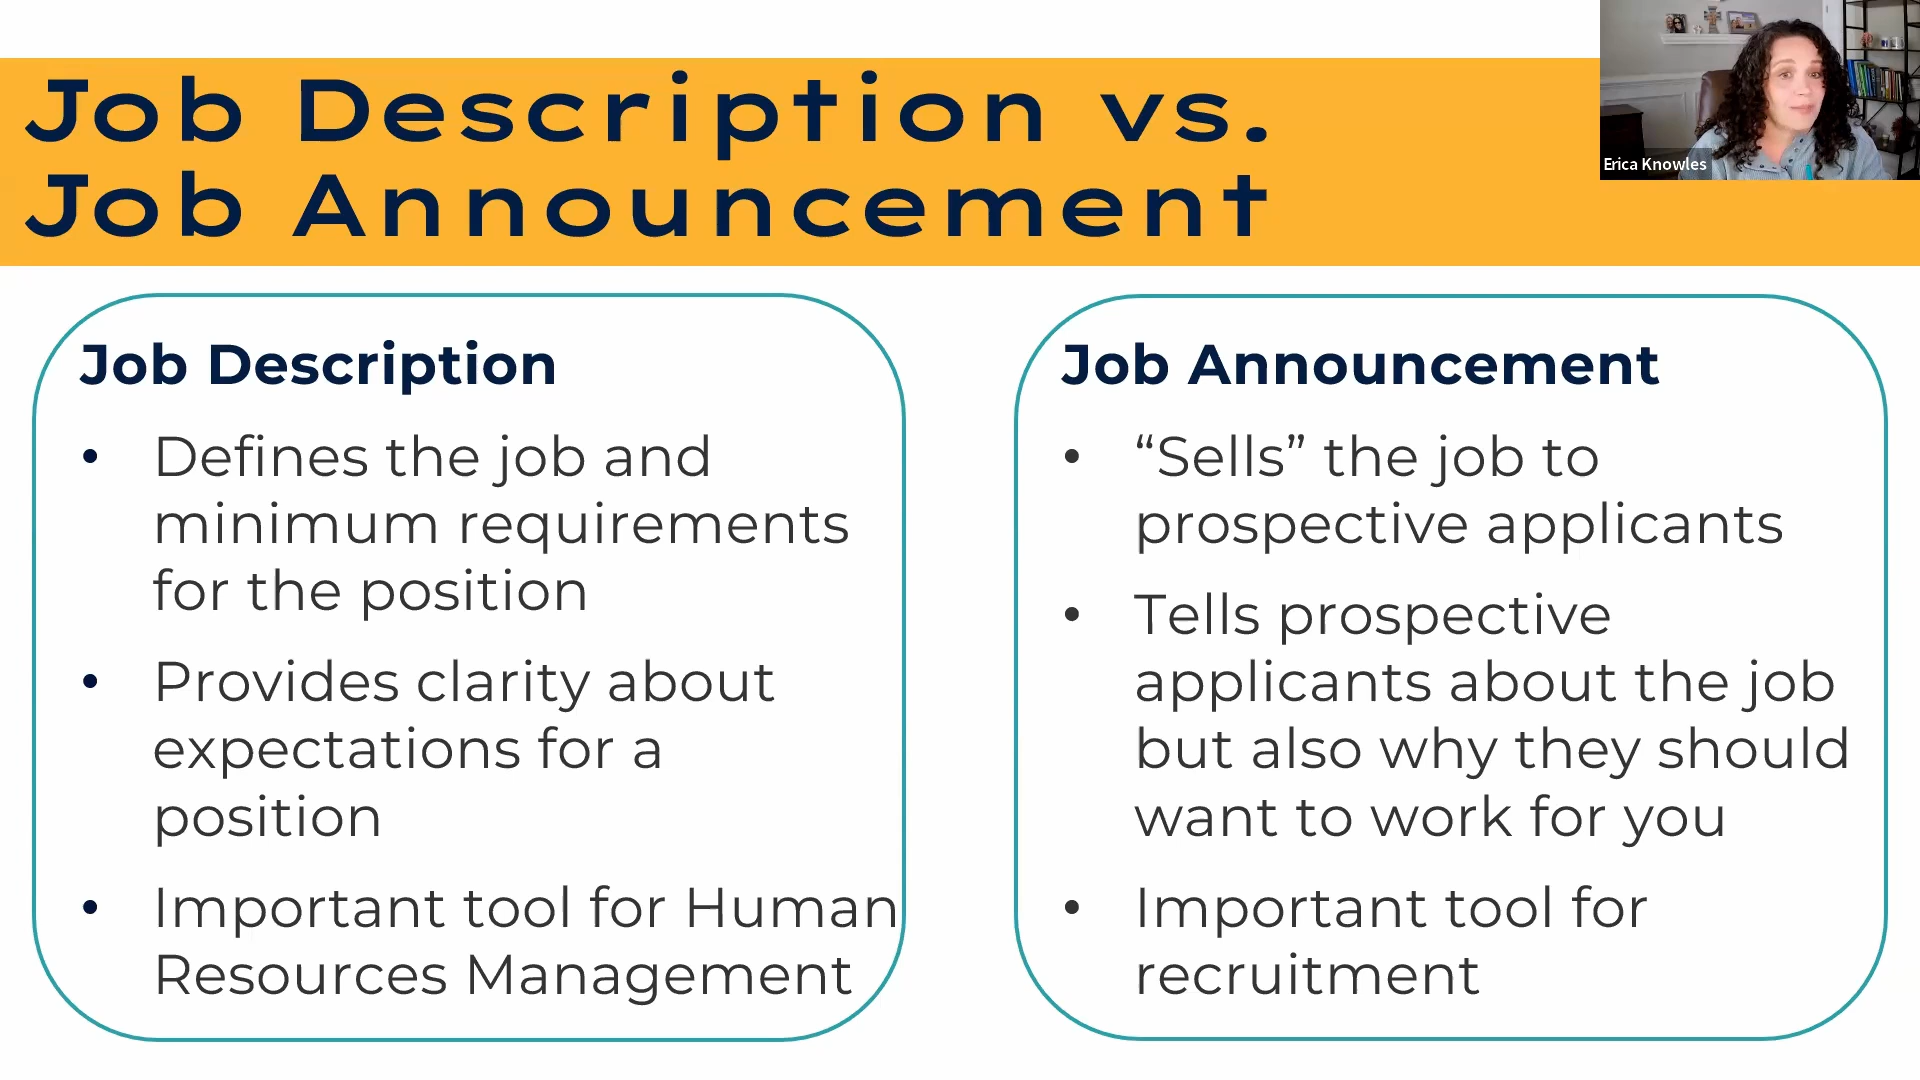 Job Description vs.
Job Announcement
Erica Knowles
Job Description
• Defines the job and
minimum requirements
for the position
• Provides clarity about
expectations for a
position
• Important tool for Human
Resources Management
Job Announcement
• “Sells” the job to
prospective applicants
• Tells prospective
applicants about the job
but also why they should
want to work for you
• Important tool for
recruitment